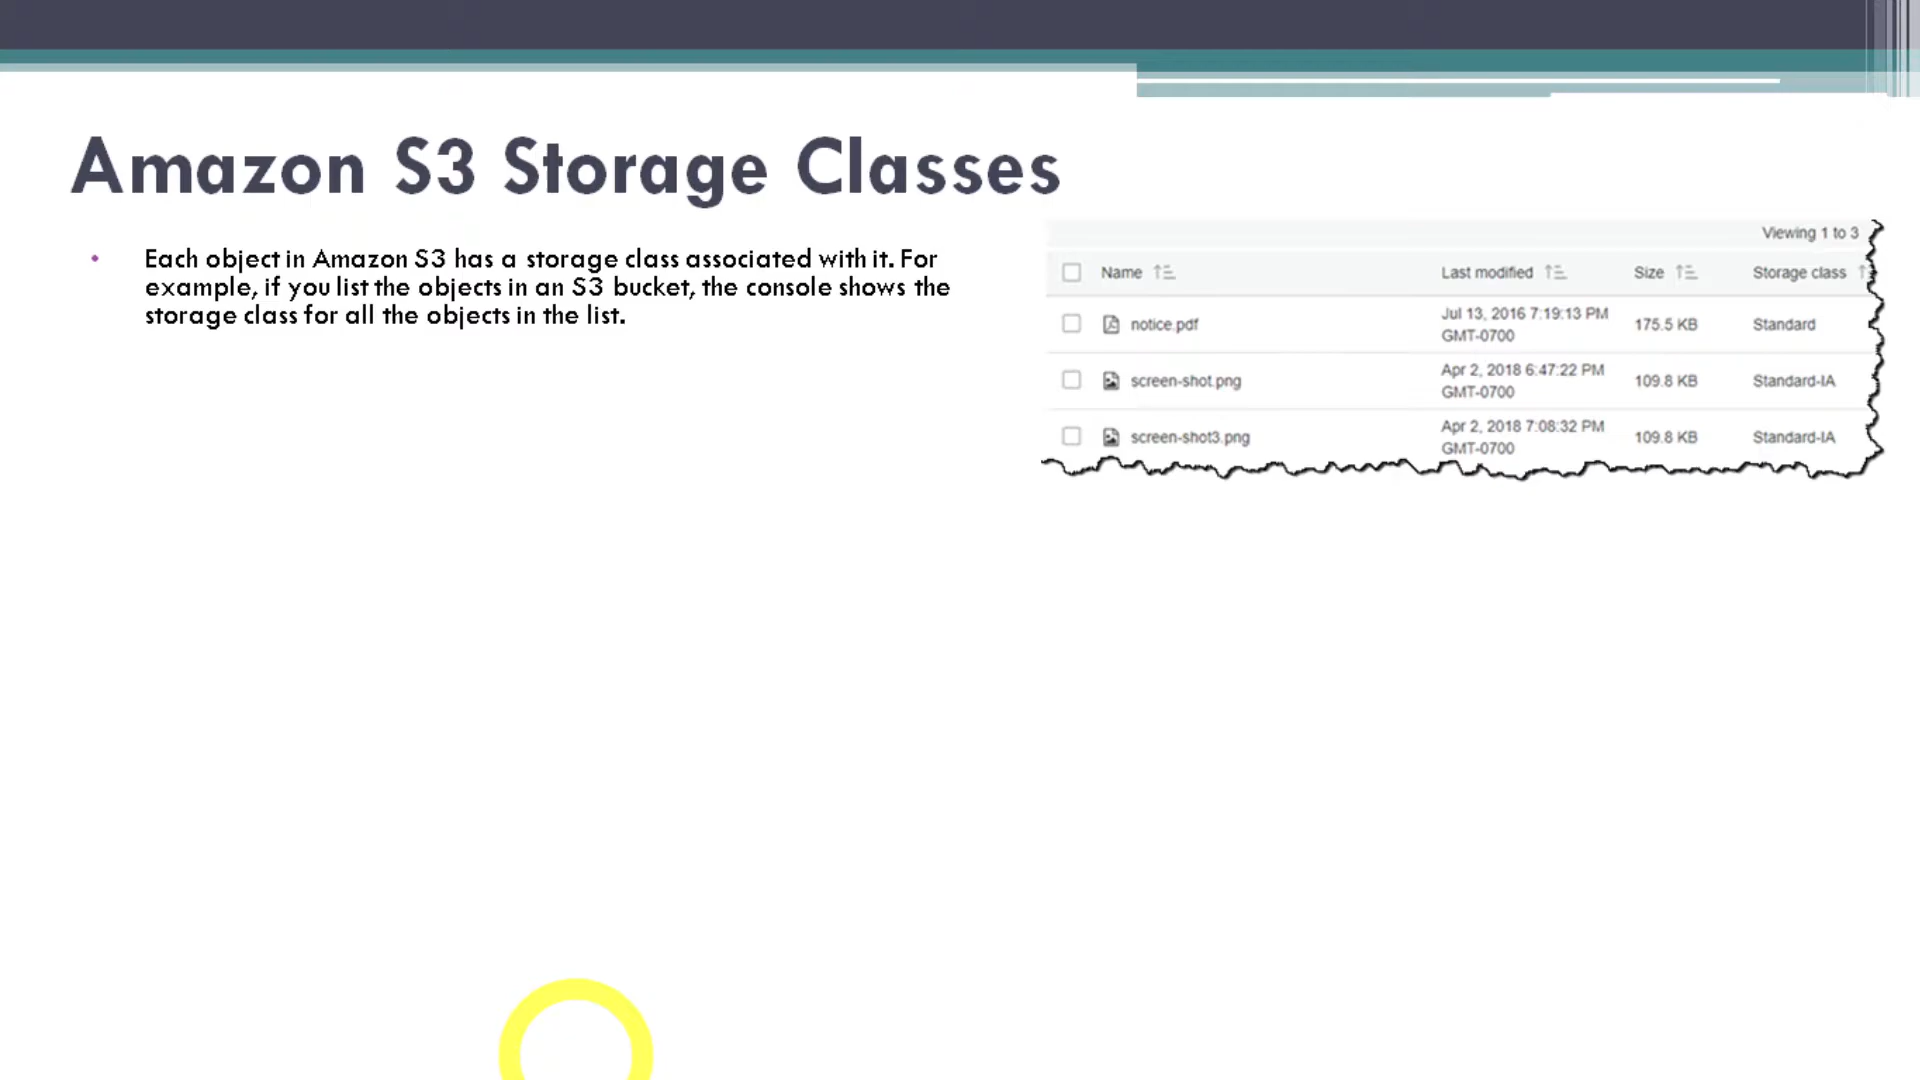 Amazon S3 Storage Classes
• Each object in Amazon S3 has a storage class associated with it. For
example, if you list the objects in an S3 bucket, the console shows the
storage class for all the objects in the list.
Viewing 1 to 3
Name Last modified Size Storage class
notice.pdf Jul 13, 2016 7:19:13 PM GMT-0700 175.5 KB Standard
screen-shot.png Apr 2, 2018 6:47:22 PM GMT-0700 109.8 KB Standard-IA
screen-shot3.png Apr 2, 2018 7:08:32 PM GMT-0700 109.8 KB Standard-IA